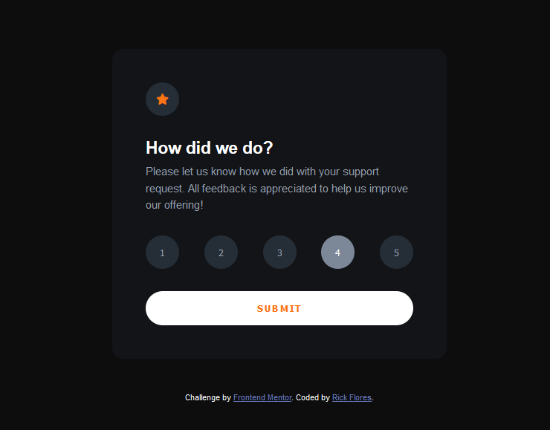 How did we do?
Please let us know how we did with your support
request. All feedback is appreciated to help us improve
our offering!
1 2 3 4 5
SUBMIT
Challenge by Frontend Mentor. Coded by Rick Flores.